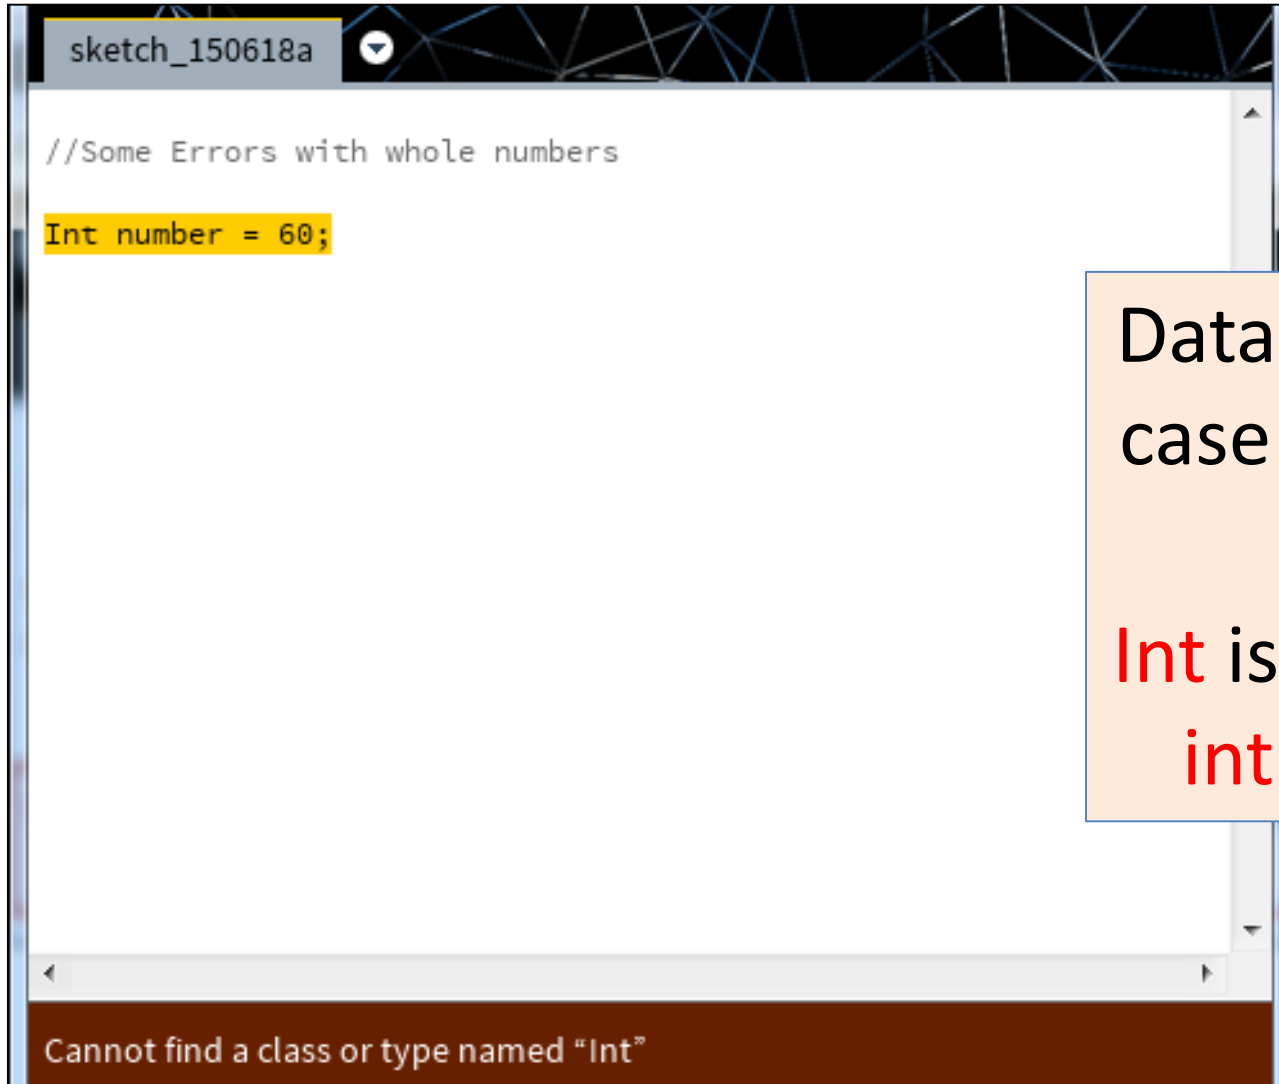 sketch_150618a
//Some Errors with whole numbers
Int number = 60;
Data
case
Int is
int
Cannot find a class or type named “Int”